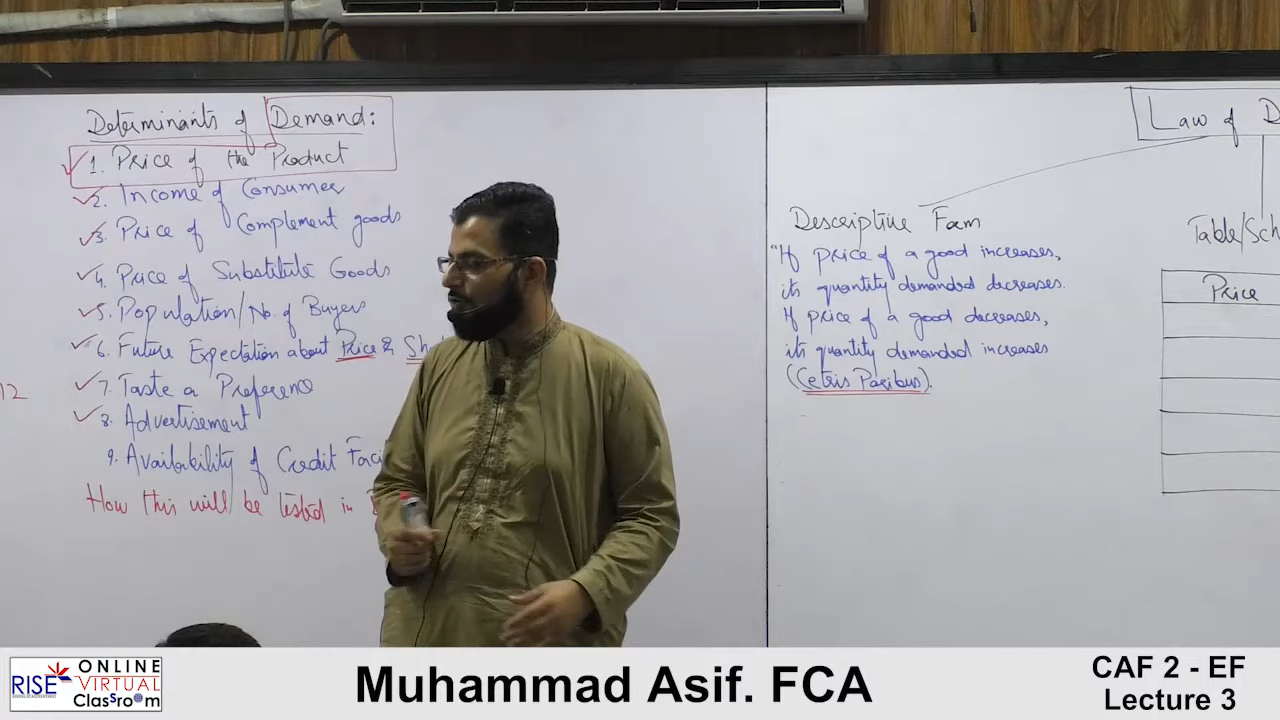 Determinants of Demand:
1. Price of the Product
2. Income of Consumer
3. Price of Complement goods
4. Price of Substitute Goods
5. Population/No. of Buyers
6. Future Expectation about Price &
7. Taste a Preference
8. Advertisement
9. Availability of Credit Faci
How this will be tested in
12
Law of D
Descriptive Form
"If price of a good increases,
its quantity demanded decreases.
If price of a good decreases,
its quantity demanded increases
(Cetris Paribus).
Table/Sch
Price
RISE
ONLINE
VIRTUAL
Classroom
Muhammad Asif. FCA
CAF 2 - EF
Lecture 3